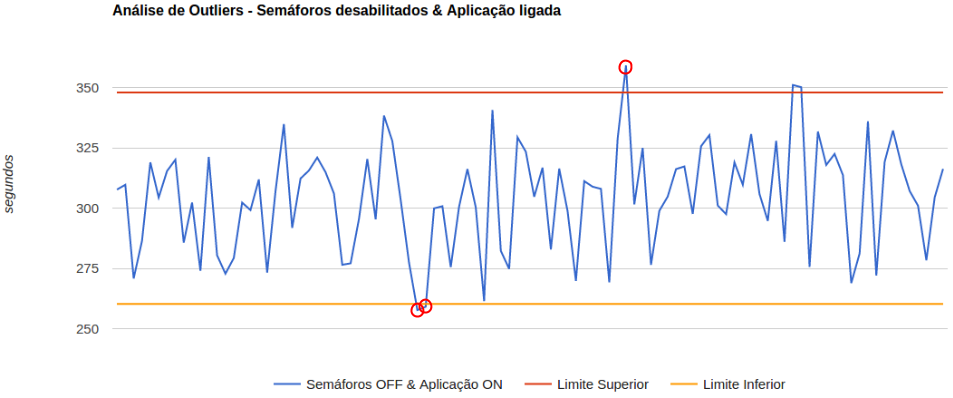 Análise de Outliers - Semáforos desabilitados & Aplicação ligada
segundos
350
325
300
275
250
Semáforos OFF & Aplicação ON Limite Superior Limite Inferior